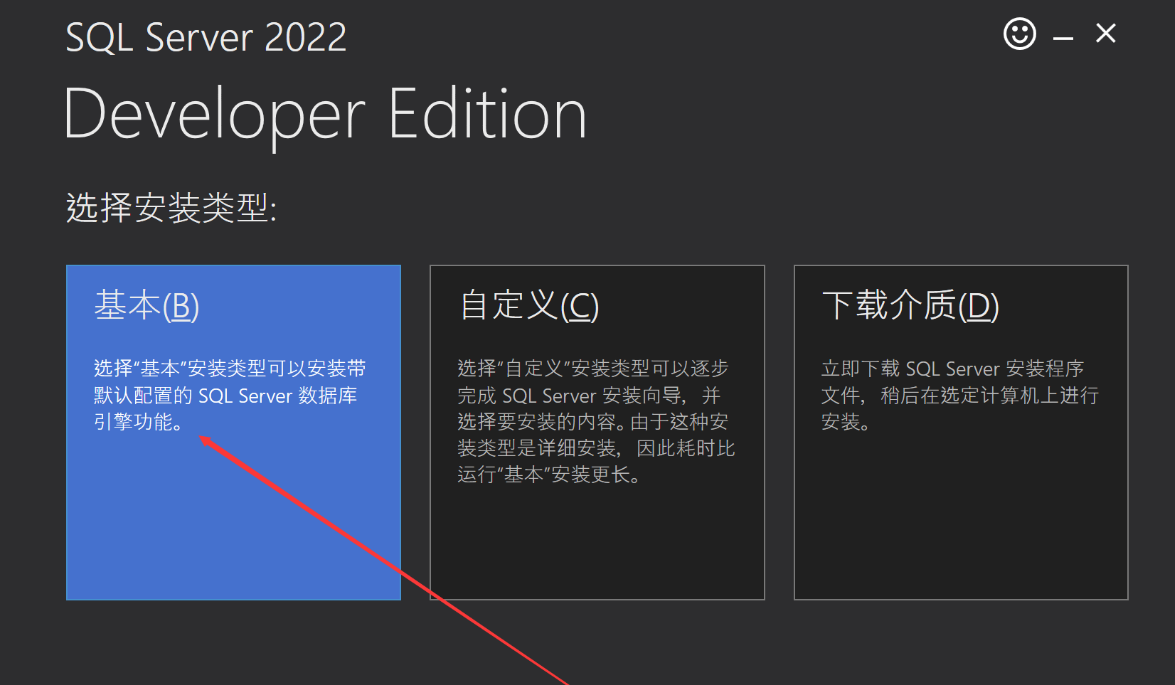 SQL Server 2022
Developer Edition
选择安装类型:
基本(B)
选择“基本”安装类型可以安装带
默认配置的 SQL Server 数据库
引擎功能。
自定义(C)
选择“自定义”安装类型可以逐步
完成 SQL Server 安装向导，并
选择要安装的内容。由于这种安
装类型是详细安装，因此耗时比
运行“基本”安装更长。
下载介质(D)
立即下载 SQL Server 安装程序
文件，稍后在选定计算机上进行
安装。